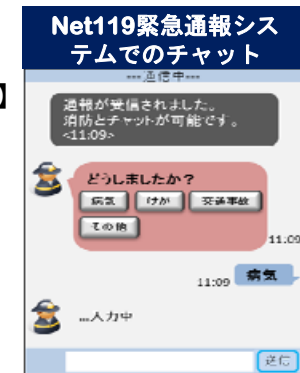 Net119緊急通報シス
テムでのチャット
】
---通信中---
通報が受信されました。
消防とチャットが可能です。
<11:09>
どうしましたか？
病気 けが 交通事故
その他
11:09
11:09 病気
...入力中
送信